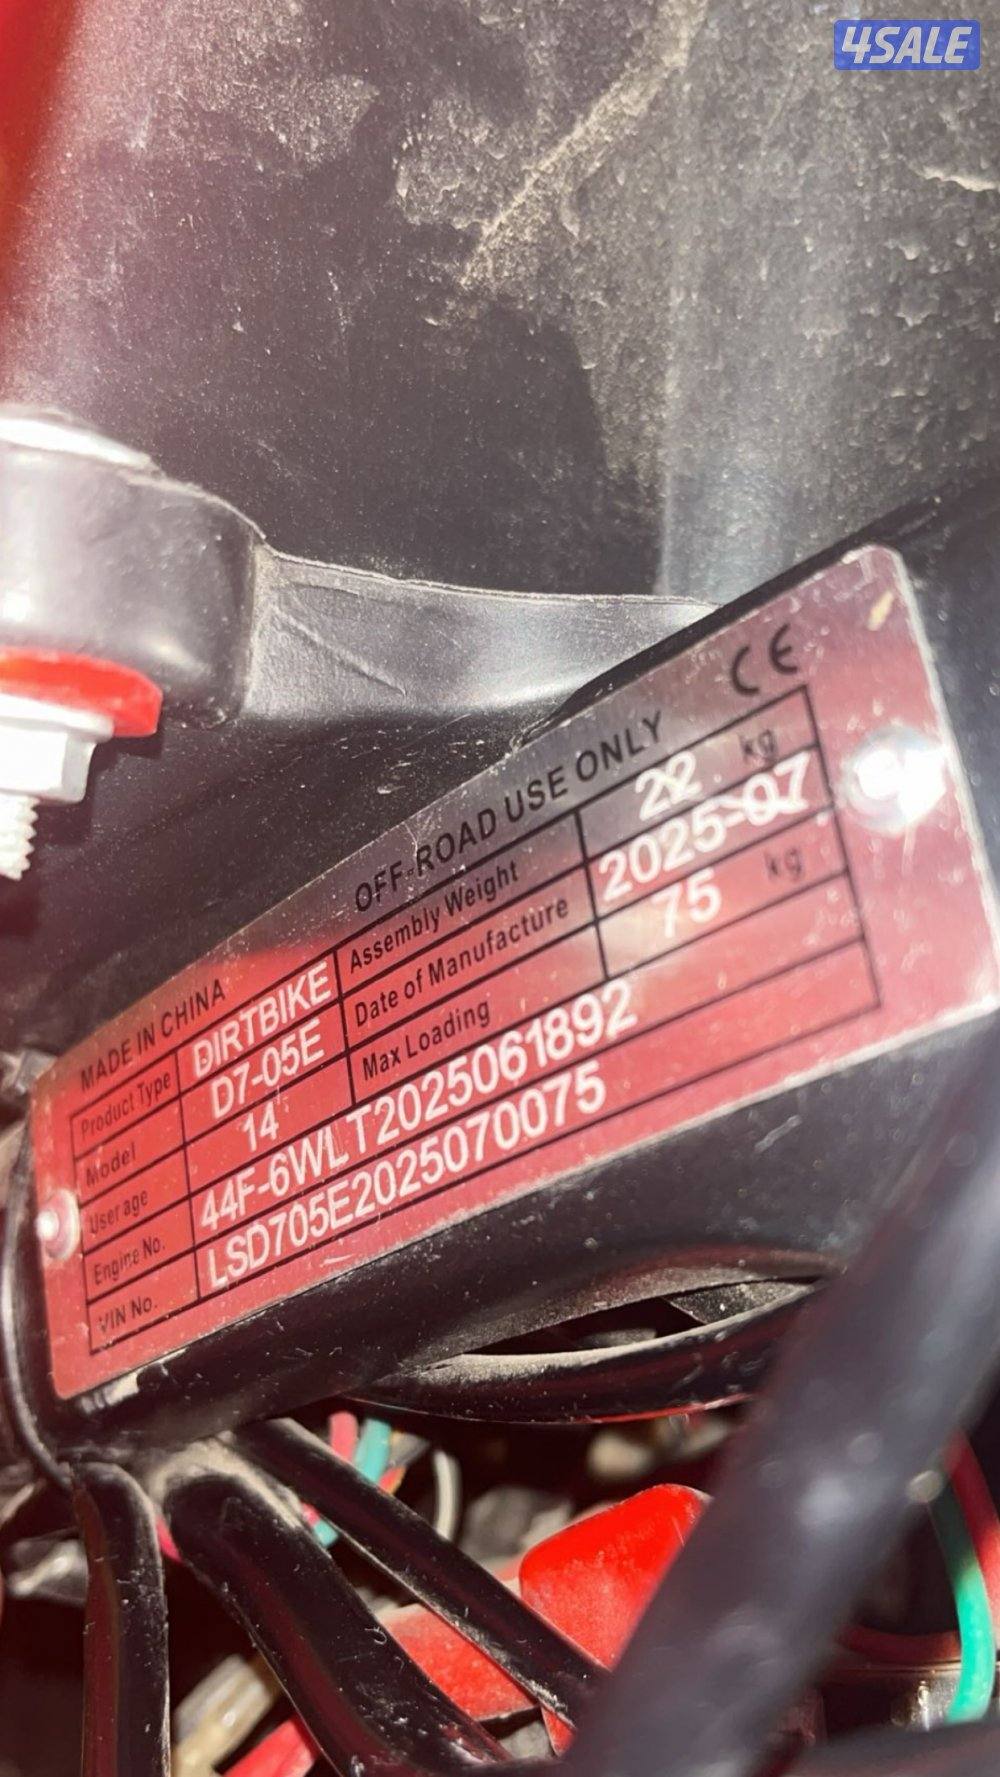 4SALE
MADE IN CHINA OFF-ROAD USE ONLY CE
Product Type DIRTBIKE Assembly Weight 22 kg
Model D7-05E Date of Manufacture 2025-07
User age 14 Max Loading 75 kg
Engine No. 44F-6WLT2025061892
VIN No. LSD705E2025070075